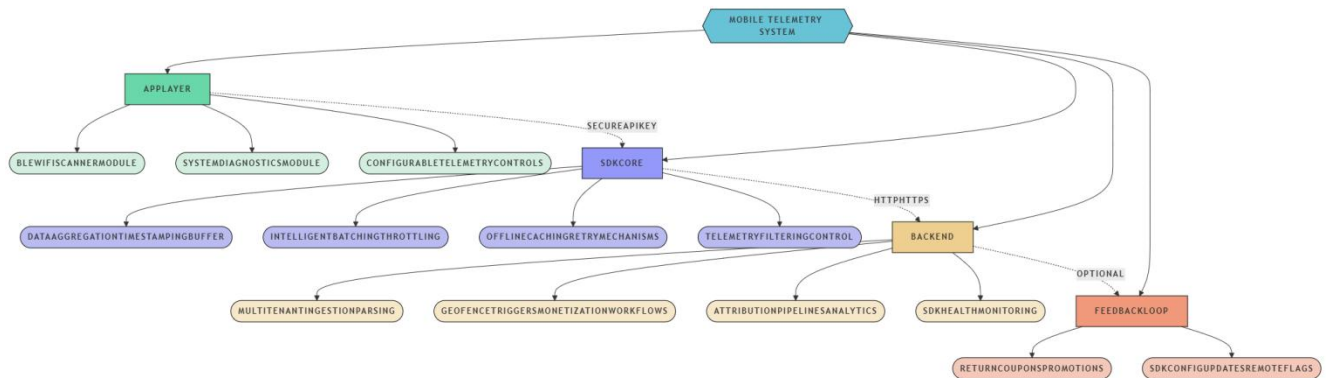 MOBILE TELEMETRY
SYSTEM
APPLAYER
SECUREAPIKEY
BLEWIFISCANNERMODULE
SYSTEMDIAGNOSTICSMODULE
CONFIGURABLETELEMETRYCONTROLS
SDKCORE
HTTPHTTPS
DATAAGGREGATIONTIMESTAMPINGBUFFER
INTELLIGENTBATCHINGTHROTTLING
OFFLINECACHINGRETRYMECHANISMS
TELEMETRYFILTERINGCONTROL
BACKEND
OPTIONAL
MULTITENANTINGESTIONPARSING
GEOFENCETRIGGERSMONETIZATIONWORKFLOWS
ATTRIBUTIONPIPELINESANALYTICS
SDKHEALTHMONITORING
FEEDBACKLOOP
RETURNCOUPONSPROMOTIONS
SDKCONFIGUPDATESREMOTEFLAGS